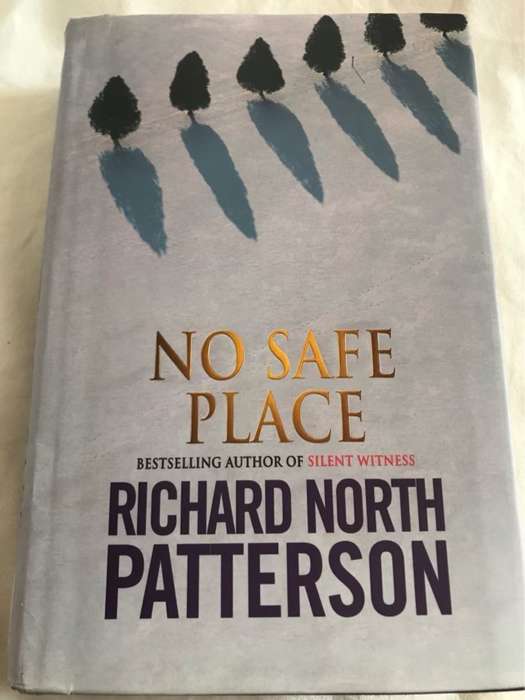 NO SAFE
PLACE
BESTSELLING AUTHOR OF SILENT WITNESS
RICHARD NORTH
PATTERSON